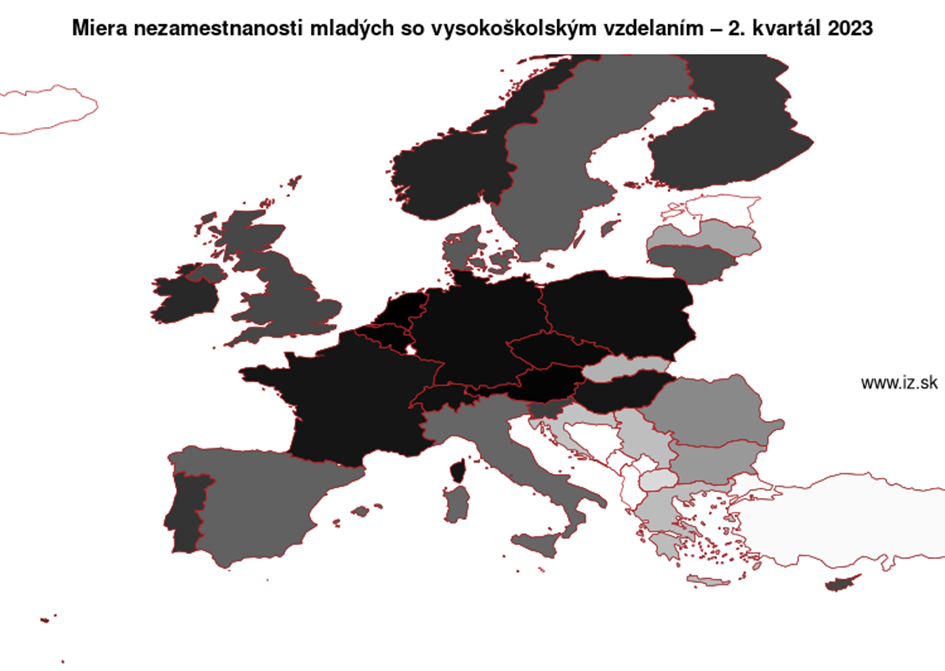 Miera nezamestnanosti mladých so vysokoškolským vzdelaním – 2. kvartál 2023
www.iz.sk